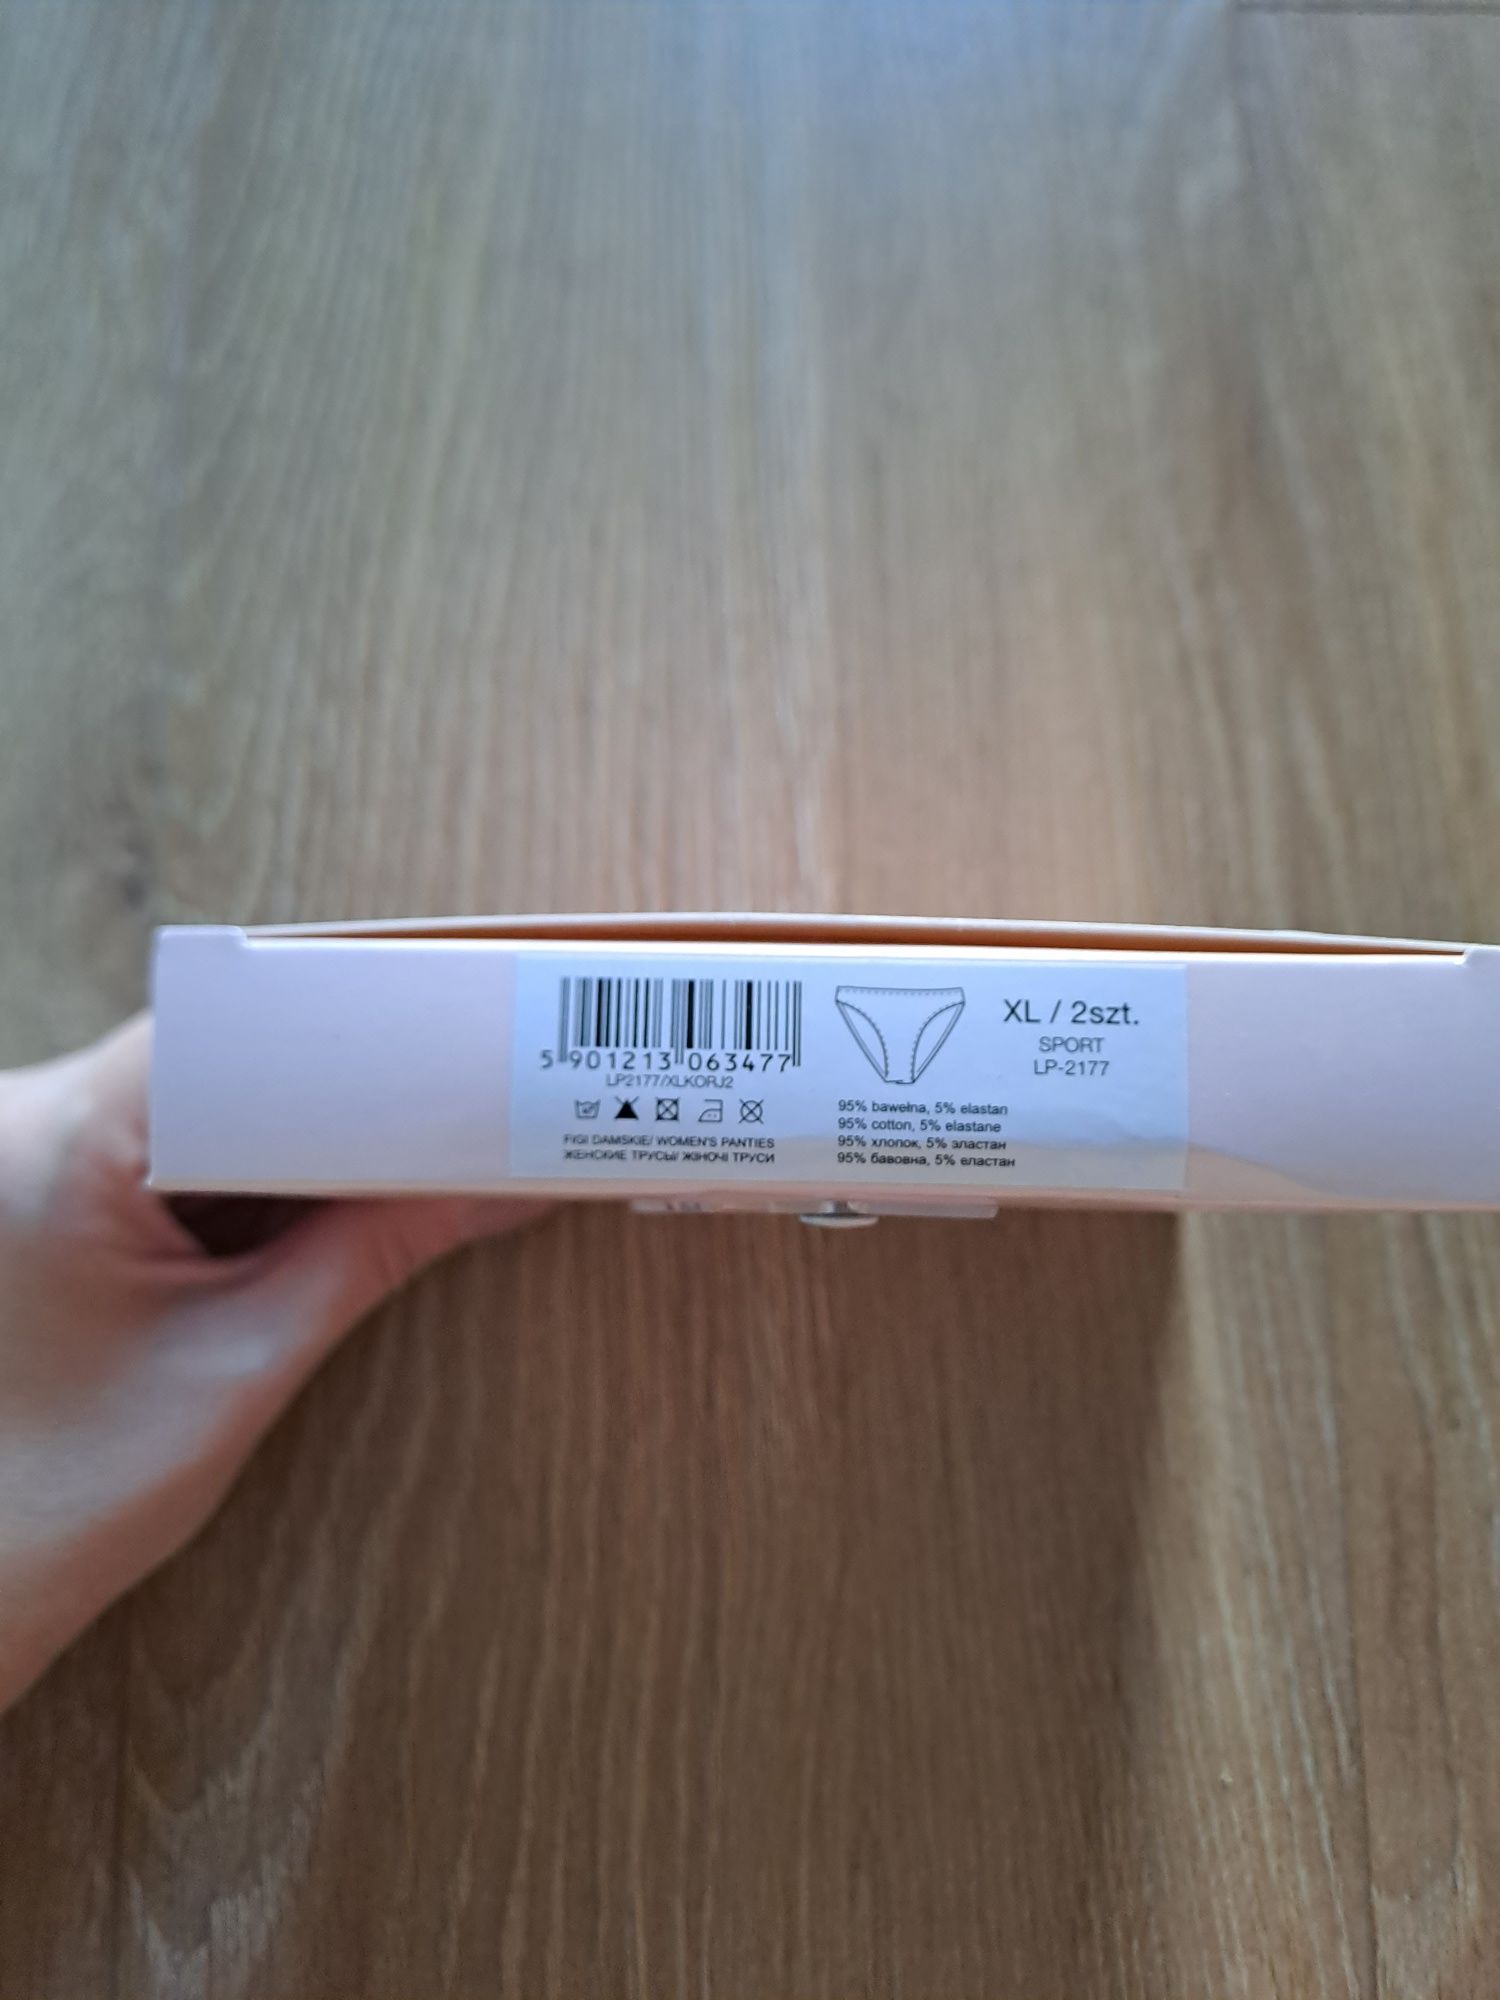 5 901213 063477
LP2177/XLKORJ2
FIGI DAMSKIE/ WOMEN'S PANTIES
ЖЕНСКИЕ ТРУСЫ/ ЖІНОЧІ ТРУСИ
XL / 2szt.
SPORT
LP-2177
95% bawełna, 5% elastan
95% cotton, 5% elastane
95% хлопок, 5% эластан
95% бавовна, 5% еластан